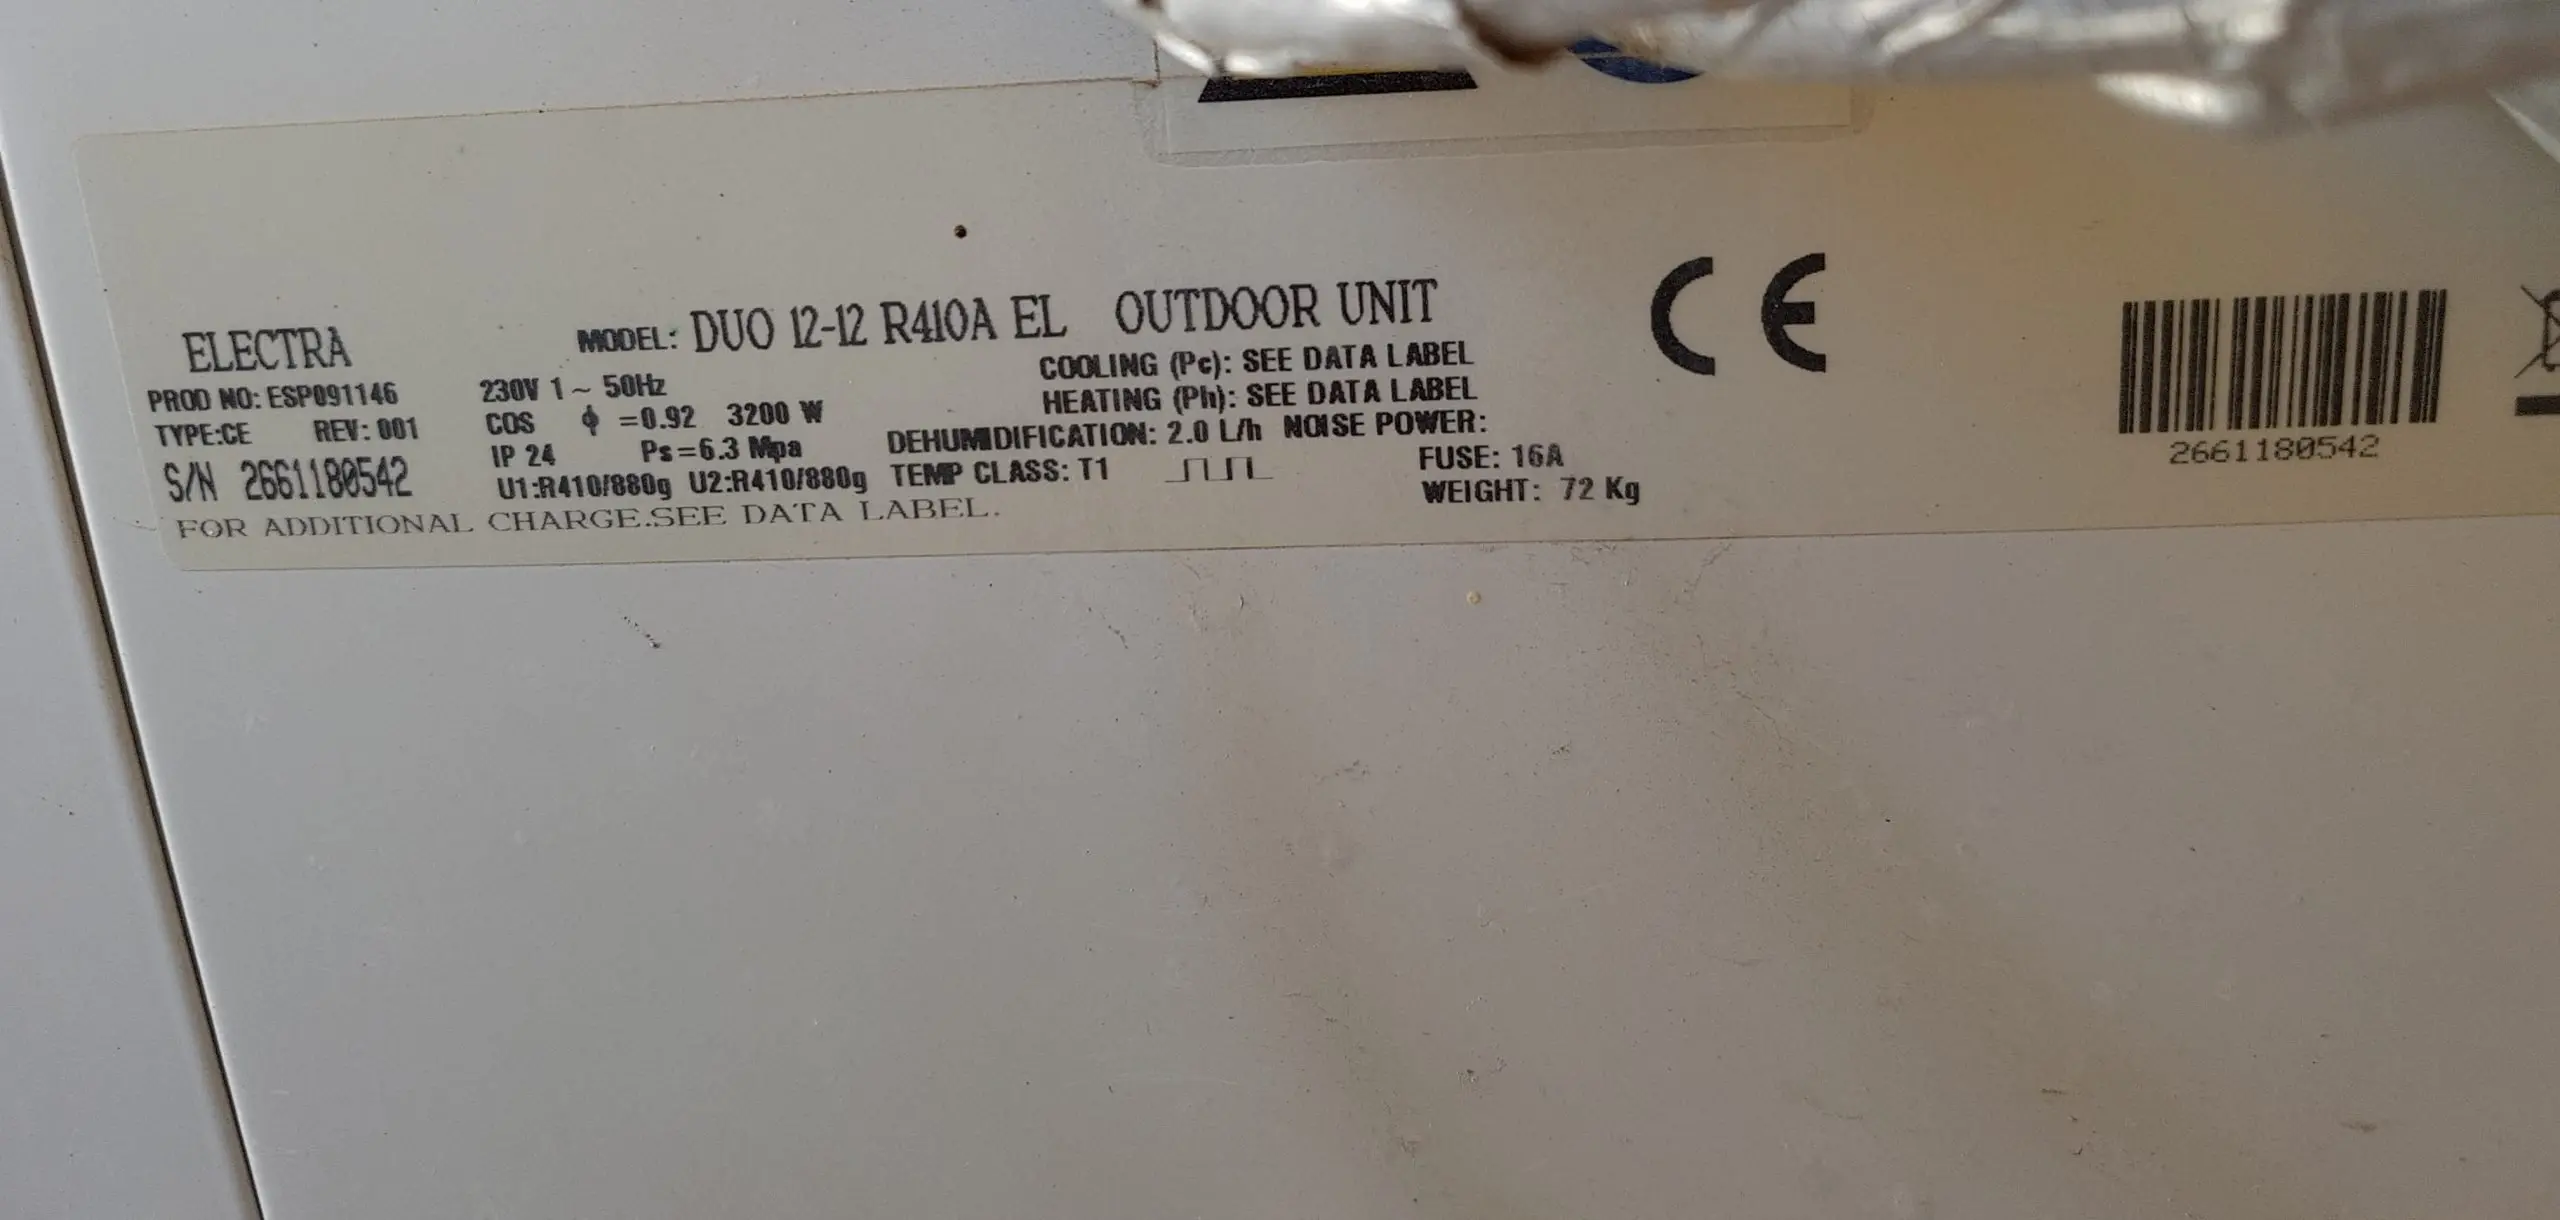 ELECTRA MODEL: DUO 12-12 R410A EL OUTDOOR UNIT
PROD NO: ESP091146 230V 1 ~ 50Hz COOLING (Pc): SEE DATA LABEL
TYPE:CE REV: 001 COS ϕ =0.92 3200 W HEATING (Ph): SEE DATA LABEL
IP 24 Ps=6.3 Mpa DEHUMIDIFICATION: 2.0 L/h NOISE POWER:
S/N 2661180542 U1:R410/880g U2:R410/880g TEMP CLASS: T1 FUSE: 16A
WEIGHT: 72 Kg
FOR ADDITIONAL CHARGE.SEE DATA LABEL.
CE
2661180542